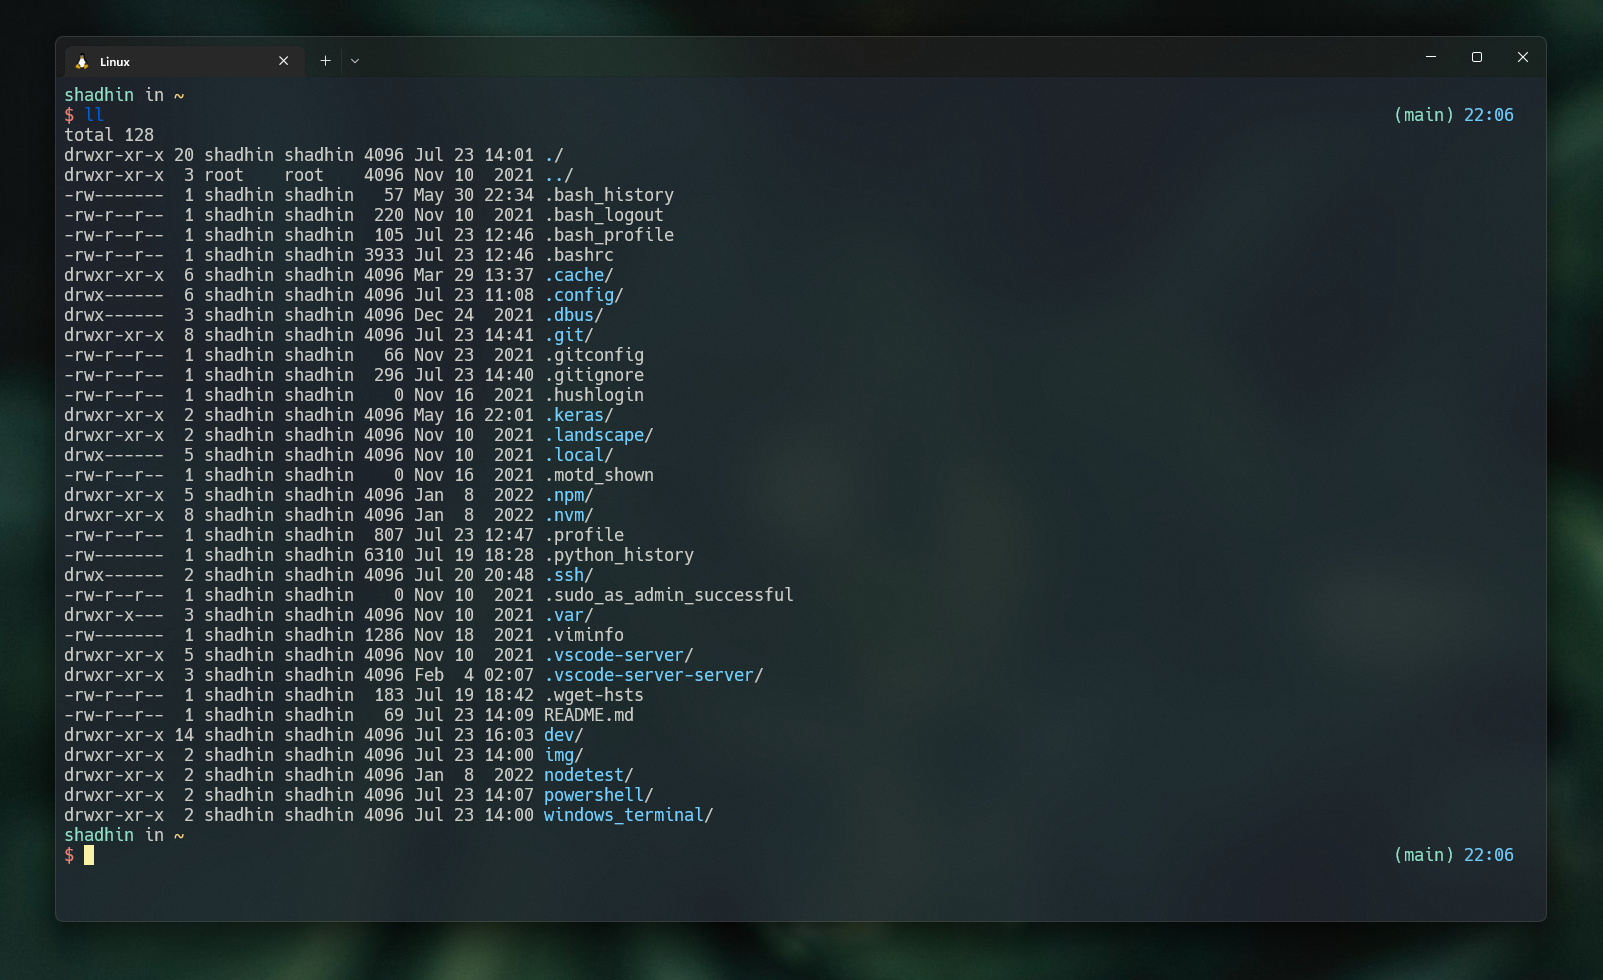 Linux
shadhin in ~
$ ll (main) 22:06
total 128
drwxr-xr-x 20 shadhin shadhin 4096 Jul 23 14:01 ./
drwxr-xr-x  3 root    root    4096 Nov 10  2021 ../
-rw-------  1 shadhin shadhin   57 May 30 22:34 .bash_history
-rw-r--r--  1 shadhin shadhin  220 Nov 10  2021 .bash_logout
-rw-r--r--  1 shadhin shadhin  105 Jul 23 12:46 .bash_profile
-rw-r--r--  1 shadhin shadhin 3933 Jul 23 12:46 .bashrc
drwxr-xr-x  6 shadhin shadhin 4096 Mar 29 13:37 .cache/
drwx------  6 shadhin shadhin 4096 Jul 23 11:08 .config/
drwx------  3 shadhin shadhin 4096 Dec 24  2021 .dbus/
drwxr-xr-x  8 shadhin shadhin 4096 Jul 23 14:41 .git/
-rw-r--r--  1 shadhin shadhin   66 Nov 23  2021 .gitconfig
-rw-r--r--  1 shadhin shadhin  296 Jul 23 14:40 .gitignore
-rw-r--r--  1 shadhin shadhin    0 Nov 16  2021 .hushlogin
drwxr-xr-x  2 shadhin shadhin 4096 May 16 22:01 .keras/
drwxr-xr-x  2 shadhin shadhin 4096 Nov 10  2021 .landscape/
drwx------  5 shadhin shadhin 4096 Nov 10  2021 .local/
-rw-r--r--  1 shadhin shadhin    0 Nov 16  2021 .motd_shown
drwxr-xr-x  5 shadhin shadhin 4096 Jan  8  2022 .npm/
drwxr-xr-x  8 shadhin shadhin 4096 Jan  8  2022 .nvm/
-rw-r--r--  1 shadhin shadhin  807 Jul 23 12:47 .profile
-rw-------  1 shadhin shadhin 6310 Jul 19 18:28 .python_history
drwx------  2 shadhin shadhin 4096 Jul 20 20:48 .ssh/
-rw-r--r--  1 shadhin shadhin    0 Nov 10  2021 .sudo_as_admin_successful
drwxr-x---  3 shadhin shadhin 4096 Nov 10  2021 .var/
-rw-------  1 shadhin shadhin 1286 Nov 18  2021 .viminfo
drwxr-xr-x  5 shadhin shadhin 4096 Nov 10  2021 .vscode-server/
drwxr-xr-x  3 shadhin shadhin 4096 Feb  4 02:07 .vscode-server-server/
-rw-r--r--  1 shadhin shadhin  183 Jul 19 18:42 .wget-hsts
-rw-r--r--  1 shadhin shadhin   69 Jul 23 14:09 README.md
drwxr-xr-x 14 shadhin shadhin 4096 Jul 23 16:03 dev/
drwxr-xr-x  2 shadhin shadhin 4096 Jul 23 14:00 img/
drwxr-xr-x  2 shadhin shadhin 4096 Jan  8  2022 nodetest/
drwxr-xr-x  2 shadhin shadhin 4096 Jul 23 14:07 powershell/
drwxr-xr-x  2 shadhin shadhin 4096 Jul 23 14:00 windows_terminal/
shadhin in ~
$ (main) 22:06